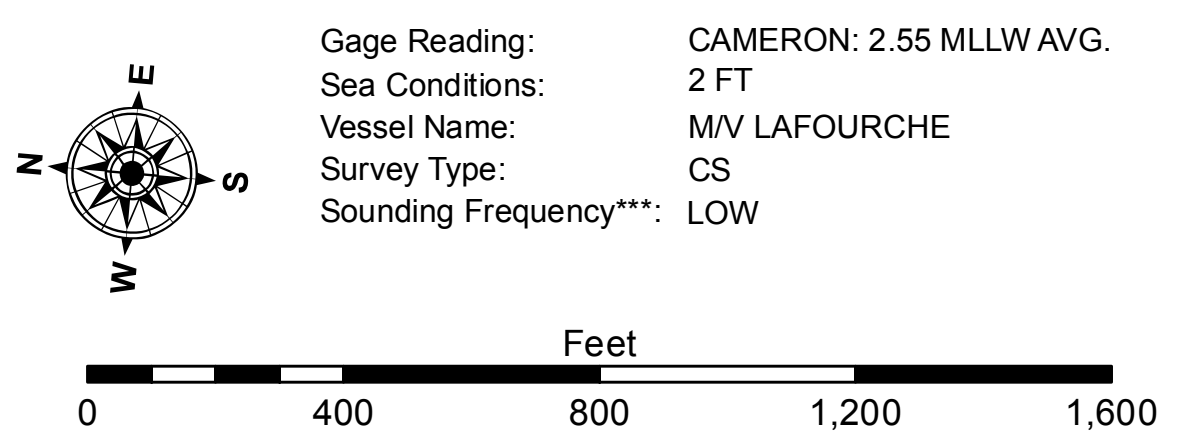 E
N
S
W
Gage Reading: CAMERON: 2.55 MLLW AVG.
Sea Conditions: 2 FT
Vessel Name: M/V LAFOURCHE
Survey Type: CS
Sounding Frequency***: LOW
Feet
0 400 800 1,200 1,600